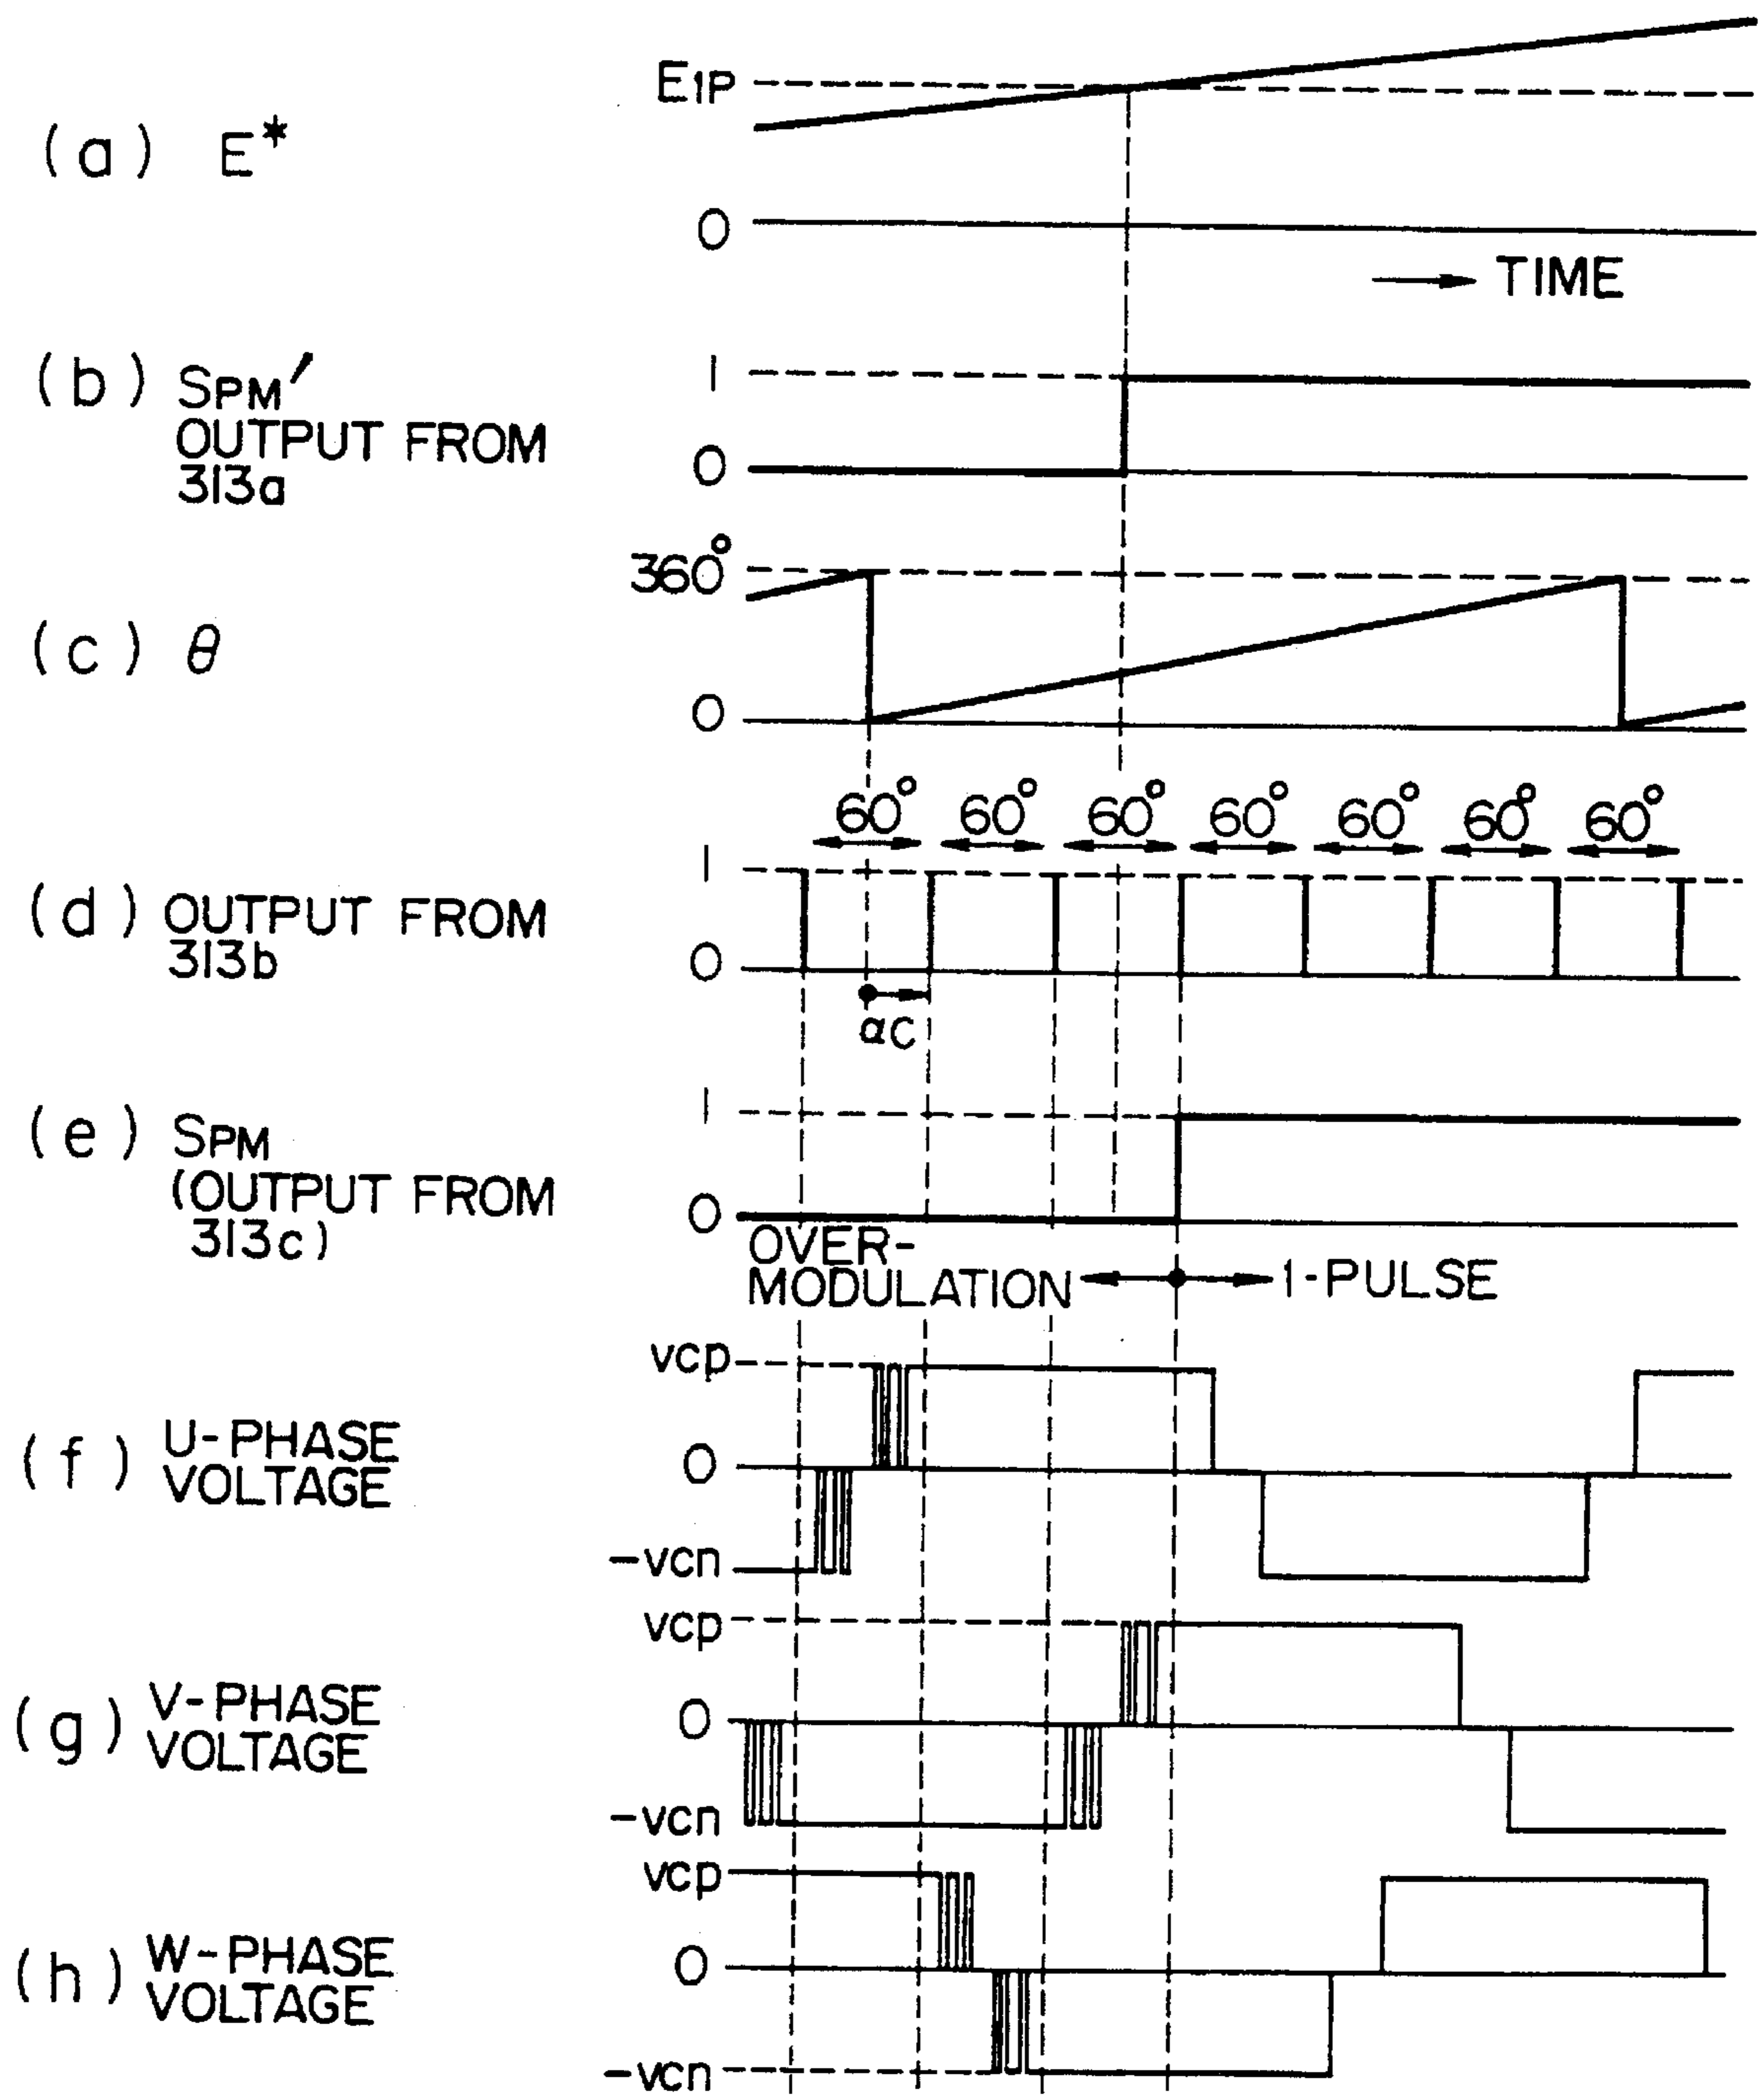 E1P
(a) E*
0
→ TIME
(b) SPM′
OUTPUT FROM
313a
1
0
360°
(c) θ
0
60° 60° 60° 60° 60° 60° 60°
1
(d) OUTPUT FROM
313b
0
αC
1
(e) SPM
(OUTPUT FROM
313c)
0
OVER-
MODULATION
1-PULSE
vcp
(f) U-PHASE
VOLTAGE
0
-vcn
vcp
(g) V-PHASE
VOLTAGE
0
-vcn
vcp
(h) W-PHASE
VOLTAGE
0
-vcn